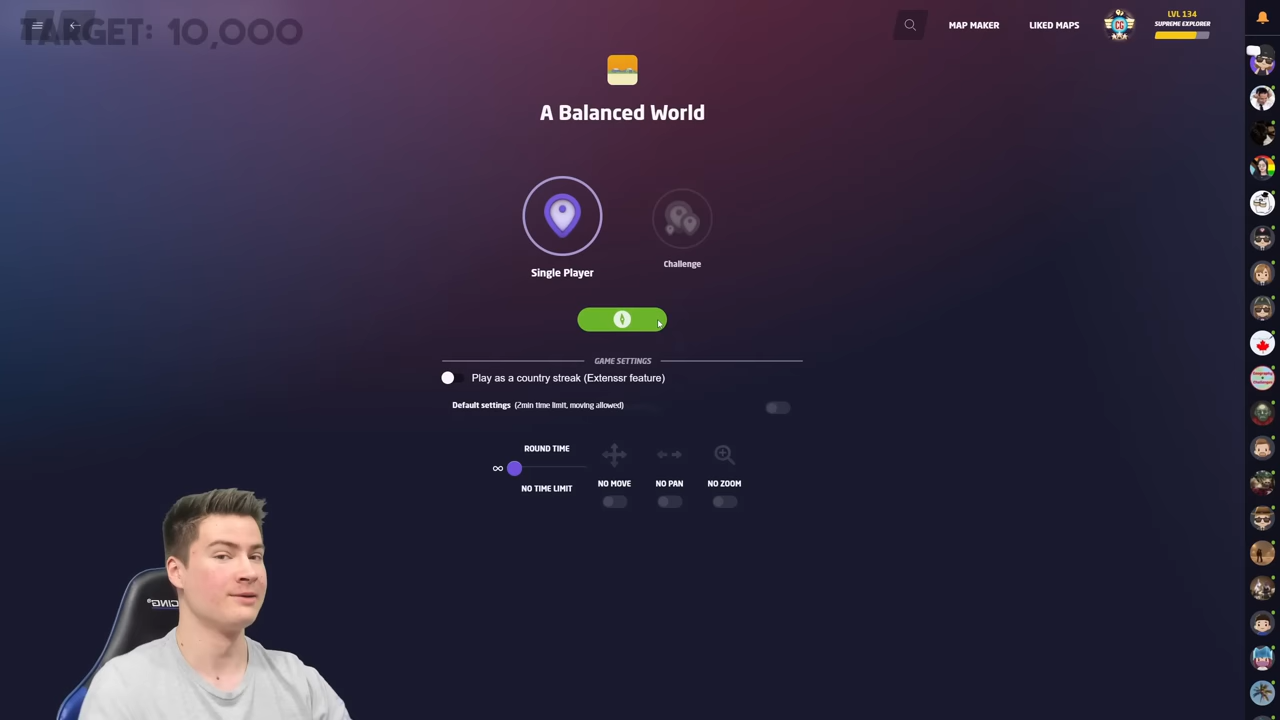 TARGET: 10,000
MAP MAKER
LIKED MAPS
LVL 134
SUPREME EXPLORER
A Balanced World
Single Player
Challenge
GAME SETTINGS
Play as a country streak (Extenssr feature)
Default settings (2min time limit, moving allowed)
ROUND TIME
∞
NO TIME LIMIT
NO MOVE
NO PAN
NO ZOOM